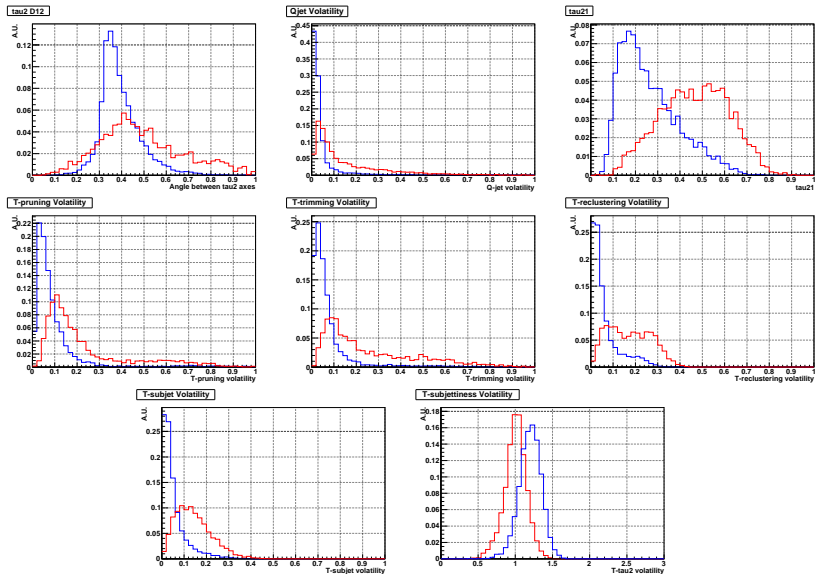 tau2 D12
A.U.
0.12
0.1
0.08
0.06
0.04
0.02
0
0 0.1 0.2 0.3 0.4 0.5 0.6 0.7 0.8 0.9 1
Angle between tau2 axes
Qjet Volatility
A.U.
0.45
0.4
0.35
0.3
0.25
0.2
0.15
0.1
0.05
0
0 0.1 0.2 0.3 0.4 0.5 0.6 0.7 0.8 0.9 1
Q-jet volatility
tau21
A.U.
0.08
0.07
0.06
0.05
0.04
0.03
0.02
0.01
0
0 0.1 0.2 0.3 0.4 0.5 0.6 0.7 0.8 0.9 1
tau21
T-pruning Volatility
A.U.
0.22
0.2
0.18
0.16
0.14
0.12
0.1
0.08
0.06
0.04
0.02
0
0 0.1 0.2 0.3 0.4 0.5 0.6 0.7 0.8 0.9 1
T-pruning volatility
T-trimming Volatility
A.U.
0.25
0.2
0.15
0.1
0.05
0
0 0.1 0.2 0.3 0.4 0.5 0.6 0.7 0.8 0.9 1
T-trimming volatility
T-reclustering Volatility
A.U.
0.25
0.2
0.15
0.1
0.05
0
0 0.1 0.2 0.3 0.4 0.5 0.6 0.7 0.8 0.9 1
T-reclustering volatility
T-subjet Volatility
A.U.
0.25
0.2
0.15
0.1
0.05
0
0 0.1 0.2 0.3 0.4 0.5 0.6 0.7 0.8 0.9 1
T-subjet volatility
T-subjettiness Volatility
A.U.
0.18
0.16
0.14
0.12
0.1
0.08
0.06
0.04
0.02
0
0 0.5 1.0 1.5 2.0 2.5 3.0
T-tau2 volatility